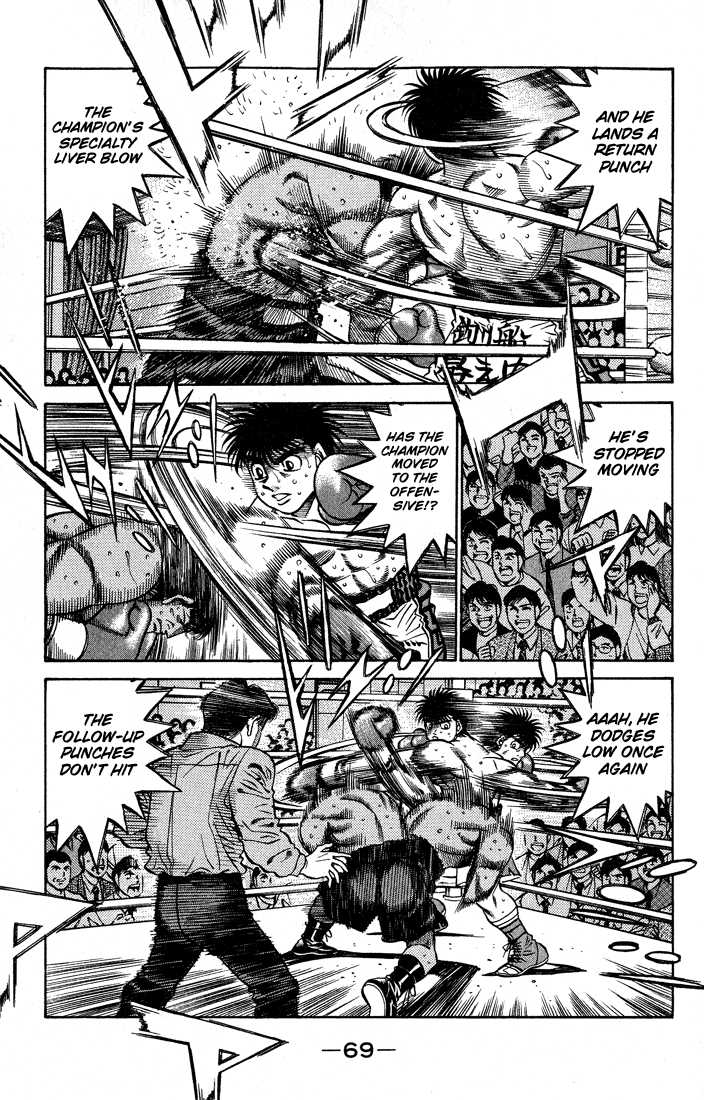 AND HE
LANDS A
RETURN
PUNCH
THE
CHAMPION'S
SPECIALTY
LIVER BLOW
HE'S
STOPPED
MOVING
HAS THE
CHAMPION
MOVED
TO THE
OFFEN-
SIVE!?
AAAH, HE
DODGES
LOW ONCE
AGAIN
THE
FOLLOW-UP
PUNCHES
DON'T HIT
—69—